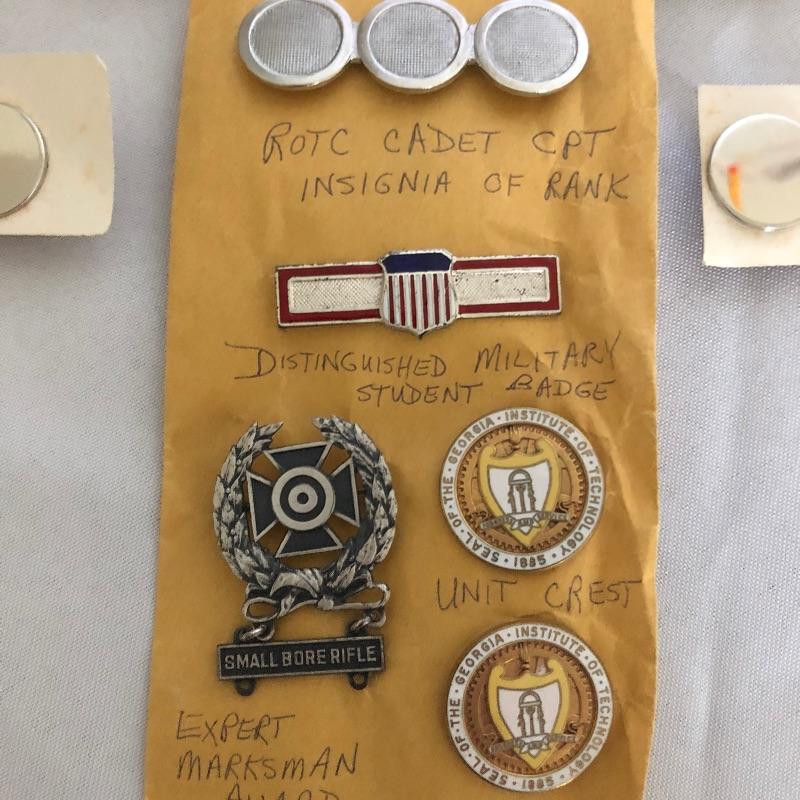 ROTC CADET CPT
INSIGNIA OF RANK
DISTINGUISHED MILITARY
STUDENT BADGE
SEAL · OF · THE · GEORGIA · INSTITUTE · OF · TECHNOLOGY
· 1885 ·
UNIT CREST
SMALL BORE RIFLE
SEAL · OF · THE · GEORGIA · INSTITUTE · OF · TECHNOLOGY
· 1885 ·
EXPERT
MARKSMAN
AWARD